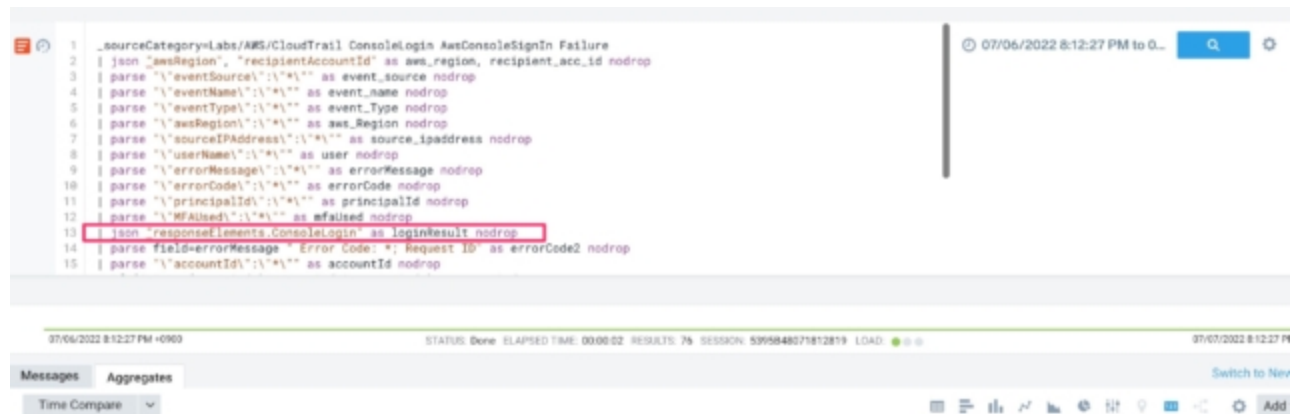 1 _sourceCategory=Labs/AWS/CloudTrail ConsoleLogin AwsConsoleSignIn Failure
2 | json "awsRegion", "recipientAccountId" as aws_region, recipient_acc_id nodrop
3 | parse "\"eventSource\":\"*\"" as event_source nodrop
4 | parse "\"eventName\":\"*\"" as event_name nodrop
5 | parse "\"eventType\":\"*\"" as event_Type nodrop
6 | parse "\"awsRegion\":\"*\"" as aws_Region nodrop
7 | parse "\"sourceIPAddress\":\"*\"" as source_ipaddress nodrop
8 | parse "\"userName\":\"*\"" as user nodrop
9 | parse "\"errorMessage\":\"*\"" as errorMessage nodrop
10 | parse "\"errorCode\":\"*\"" as errorCode nodrop
11 | parse "\"principalId\":\"*\"" as principalId nodrop
12 | parse "\"MFAUsed\":\"*\"" as mfaUsed nodrop
13 | json "responseElements.ConsoleLogin" as loginResult nodrop
14 | parse field=errorMessage " Error Code: *; Request ID" as errorCode2 nodrop
15 | parse "\"accountId\":\"*\"" as accountId nodrop
07/06/2022 8:12:27 PM to 0...
07/06/2022 8:12:27 PM +0900 STATUS: Done ELAPSED TIME: 00:00:02 RESULTS: 76 SESSION: 5395848071812819 LOAD: 07/07/2022 8:12:27 PM
Messages Aggregates Switch to New
Time Compare Add